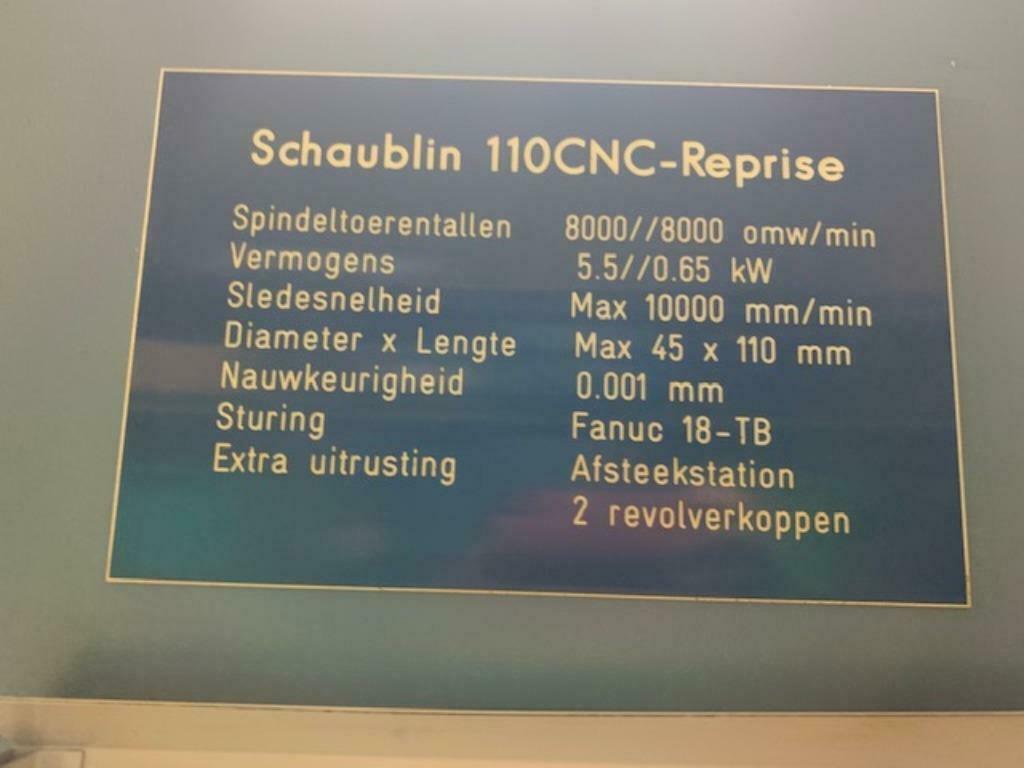 Schaublin 110CNC-Reprise
Spindeltoerentallen 8000//8000 omw/min
Vermogens 5.5//0.65 kW
Sledesnelheid Max 10000 mm/min
Diameter x Lengte Max 45 x 110 mm
Nauwkeurigheid 0.001 mm
Sturing Fanuc 18-TB
Extra uitrusting Afsteekstation
2 revolverkoppen